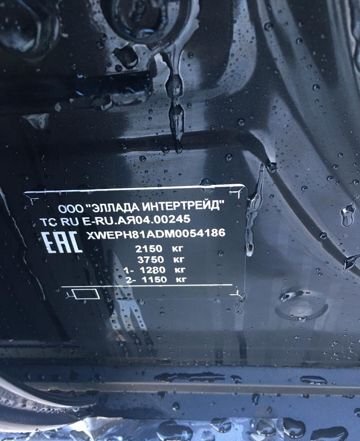 ООО "ЭЛЛАДА ИНТЕРТРЕЙД"
TC RU E-RU.АЯ04.00245
EAC XWEPH81ADM0054186
2150 кг
3750 кг
1- 1280 кг
2- 1150 кг